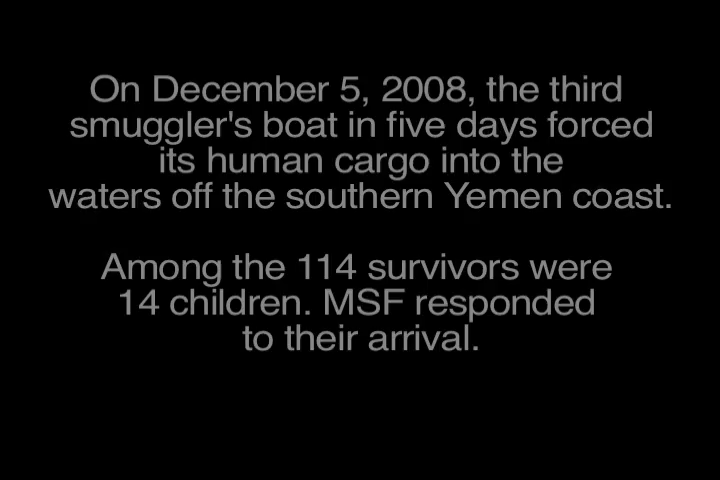 On December 5, 2008, the third
smuggler's boat in five days forced
its human cargo into the
waters off the southern Yemen coast.
Among the 114 survivors were
14 children. MSF responded
to their arrival.